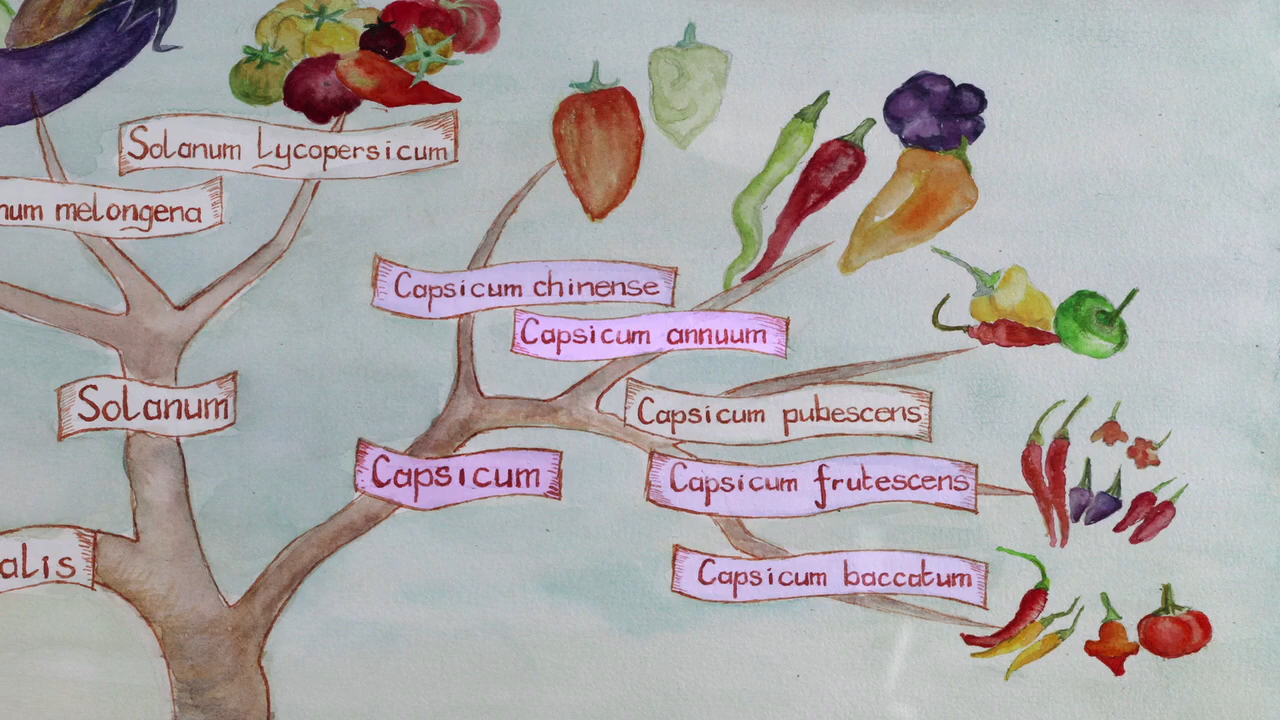 Solanum Lycopersicum
num melongena
Capsicum chinense
Capsicum annuum
Solanum
Capsicum pubescens
Capsicum
Capsicum frutescens
alis
Capsicum baccatum